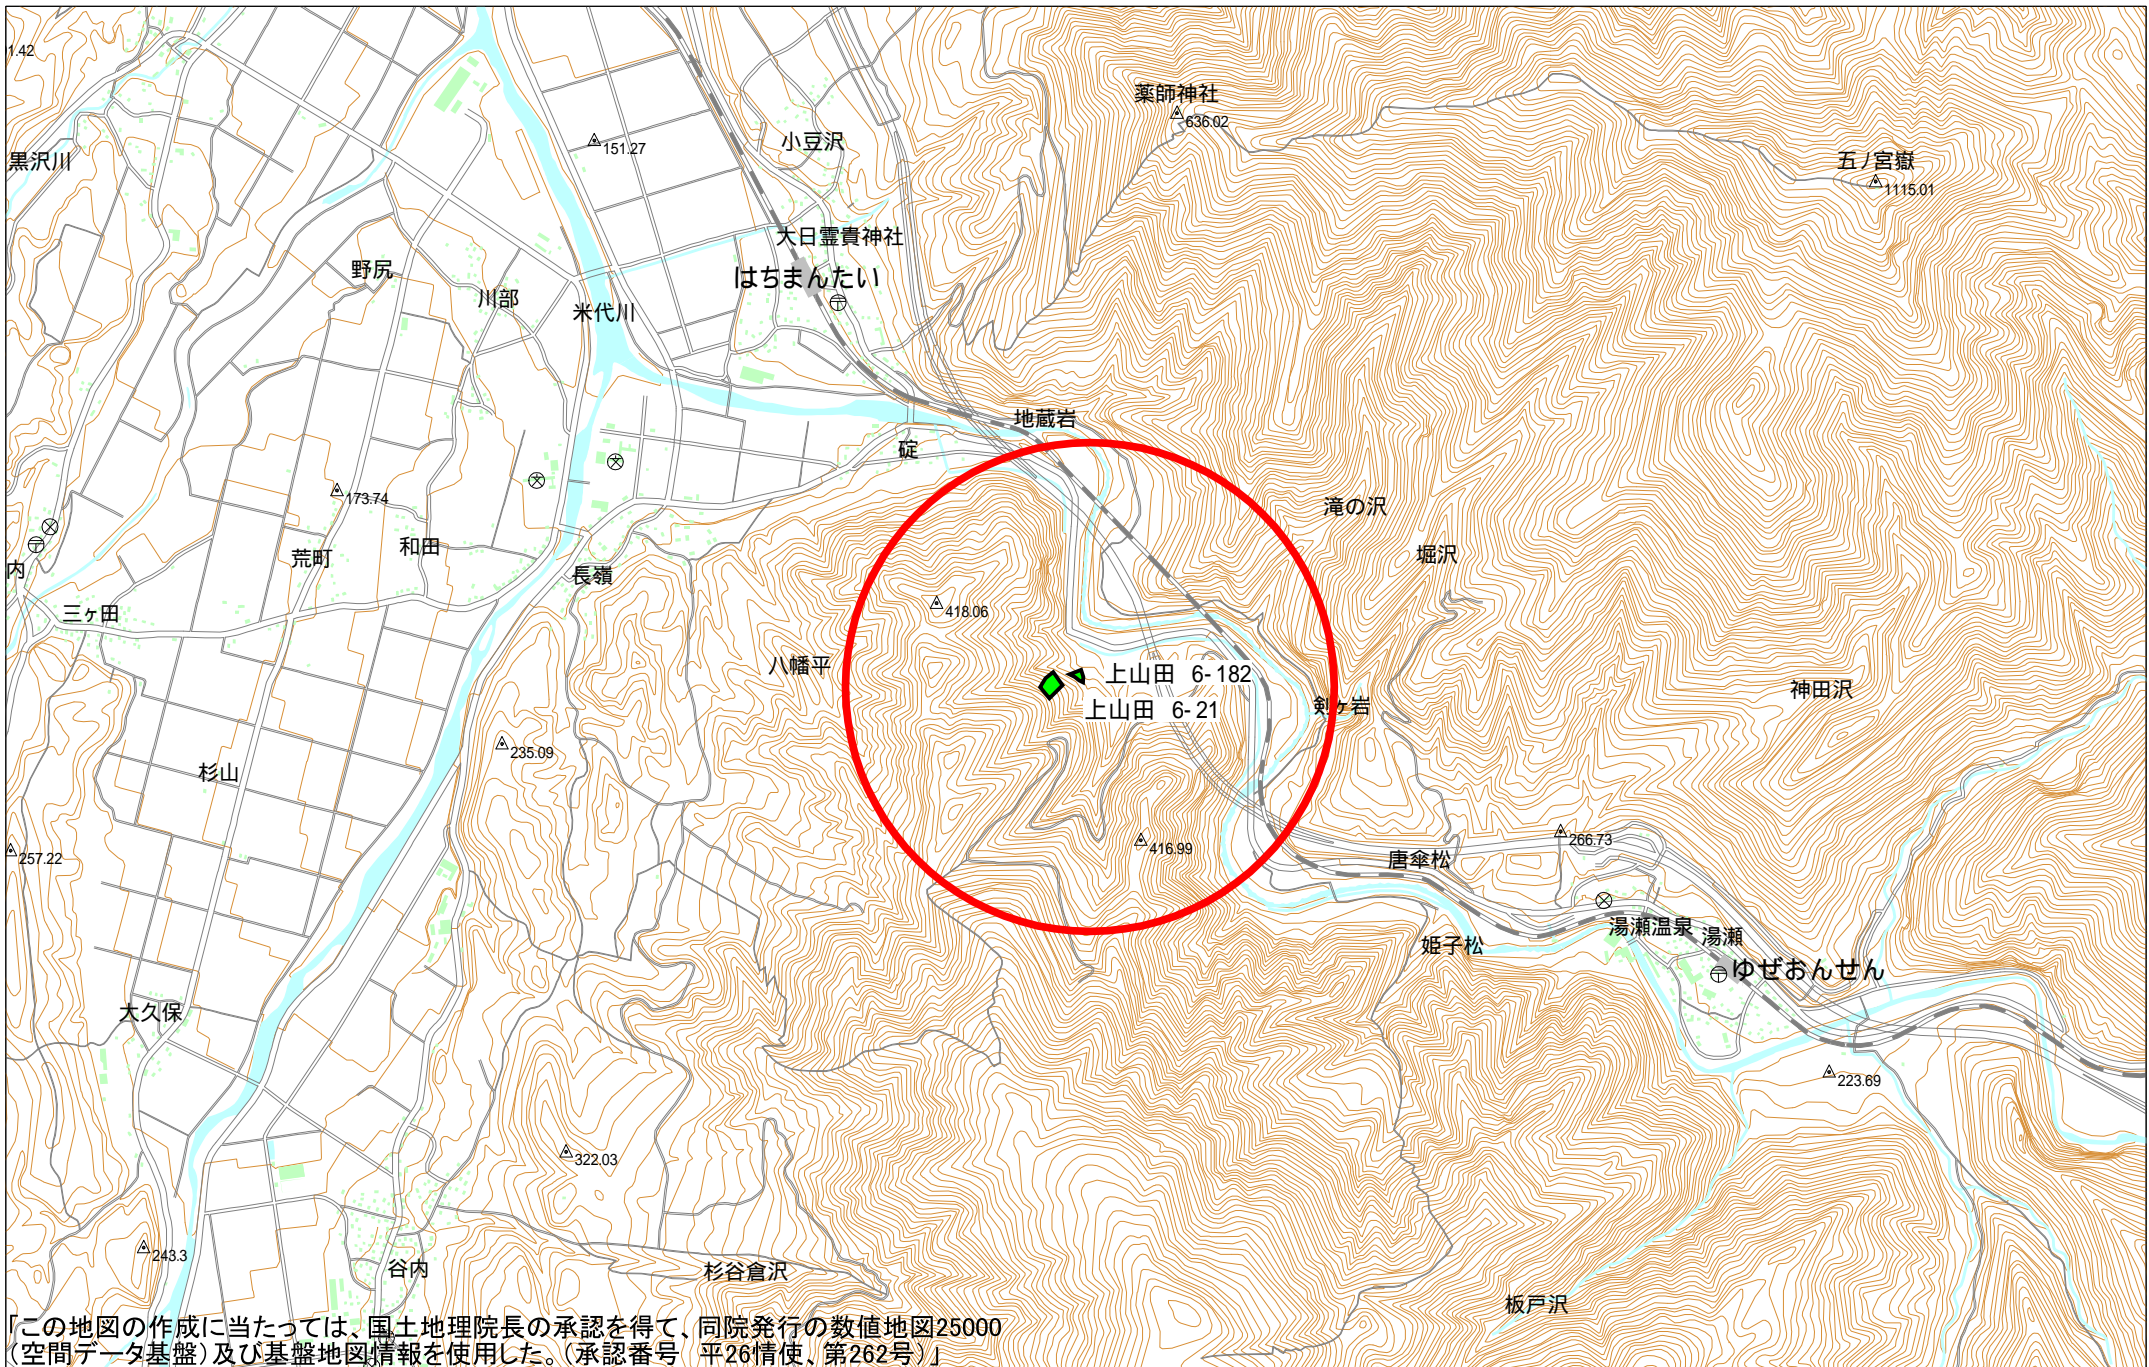 1.42
薬師神社
636.02
151.27
小豆沢
黒沢川
五ノ宮嶽
1115.01
大日霊貴神社
はちまんたい
野尻
川部
米代川
地蔵岩
碇
173.74
滝の沢
荒町
和田
堀沢
内
長嶺
三ヶ田
418.06
八幡平
上山田 6-182
上山田 6-21
剣ヶ岩
神田沢
235.09
杉山
257.22
416.99
266.73
唐傘松
湯瀬温泉
湯瀬
姫子松
ゆぜおんせん
大久保
223.69
322.03
243.3
谷内
杉谷倉沢
板戸沢
「この地図の作成に当たっては、国土地理院長の承認を得て、同院発行の数値地図25000
(空間データ基盤)及び基盤地図情報を使用した。(承認番号 平26情使、第262号)」